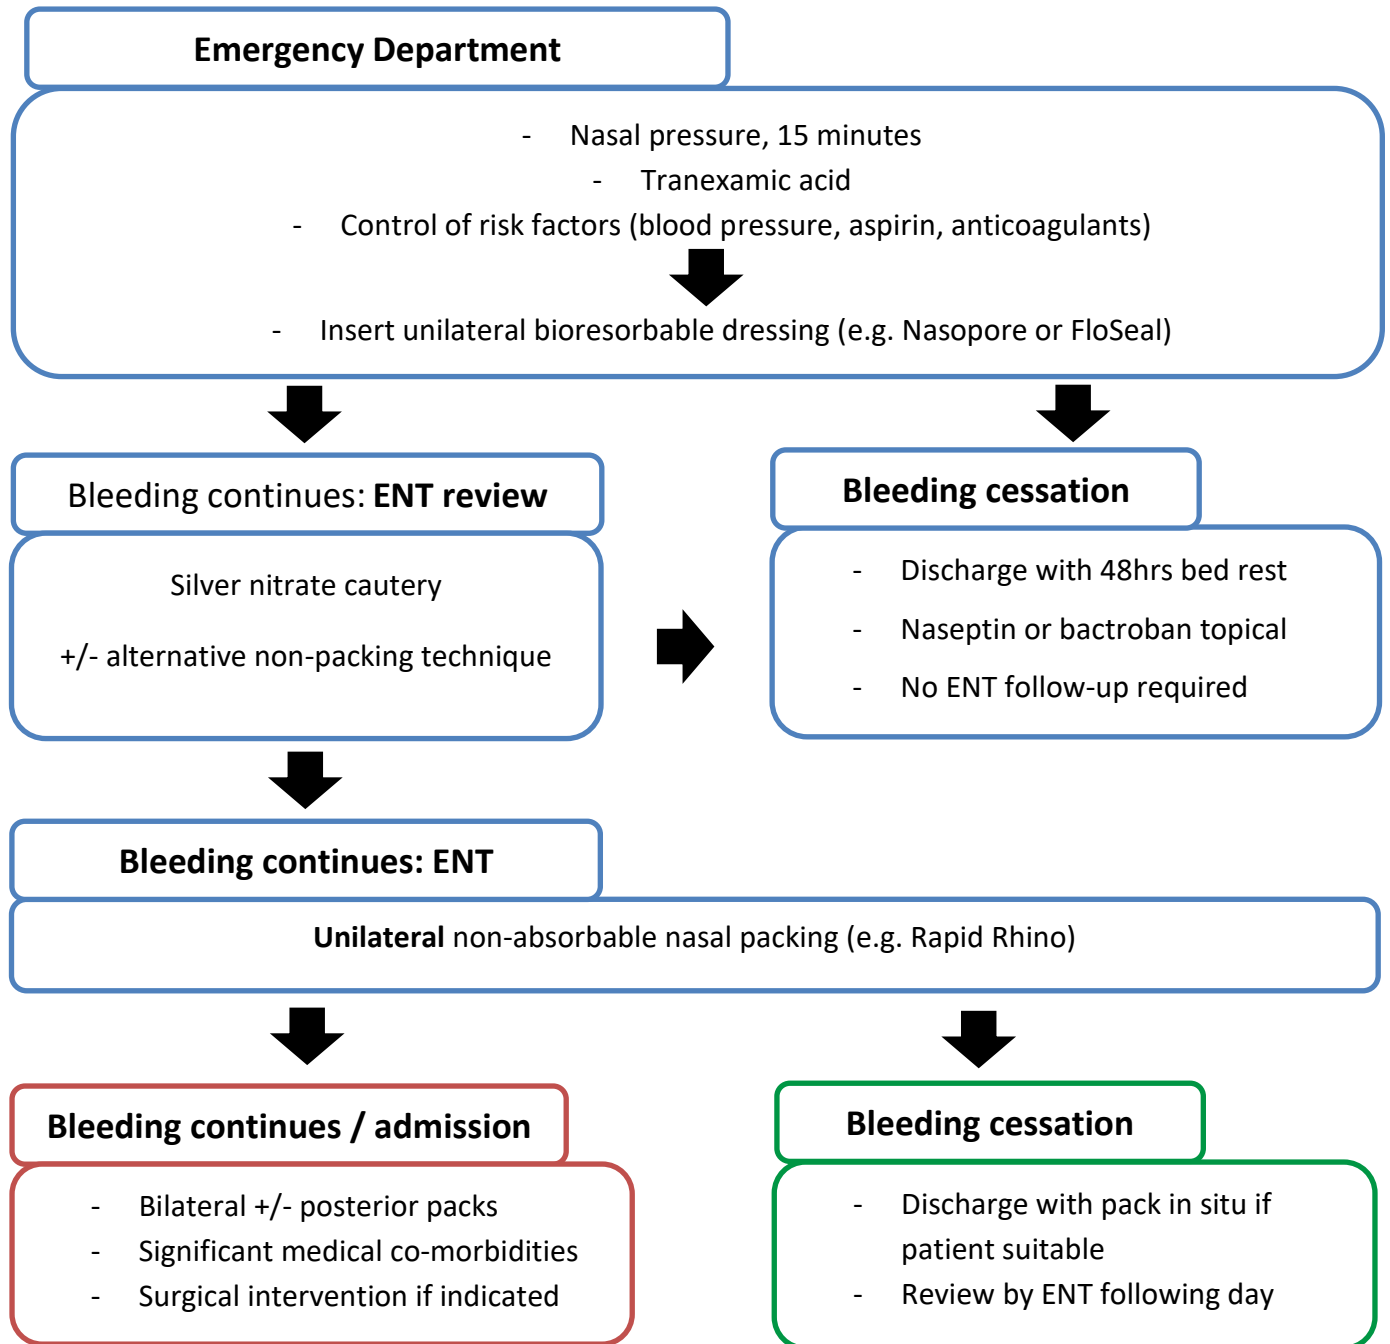 Emergency Department
- Nasal pressure, 15 minutes
- Tranexamic acid
- Control of risk factors (blood pressure, aspirin, anticoagulants)
- Insert unilateral bioresorbable dressing (e.g. Nasopore or FloSeal)
Bleeding continues: ENT review
Silver nitrate cautery
+/- alternative non-packing technique
Bleeding cessation
- Discharge with 48hrs bed rest
- Naseptin or bactroban topical
- No ENT follow-up required
Bleeding continues: ENT
Unilateral non-absorbable nasal packing (e.g. Rapid Rhino)
Bleeding continues / admission
- Bilateral +/- posterior packs
- Significant medical co-morbidities
- Surgical intervention if indicated
Bleeding cessation
- Discharge with pack in situ if
patient suitable
- Review by ENT following day